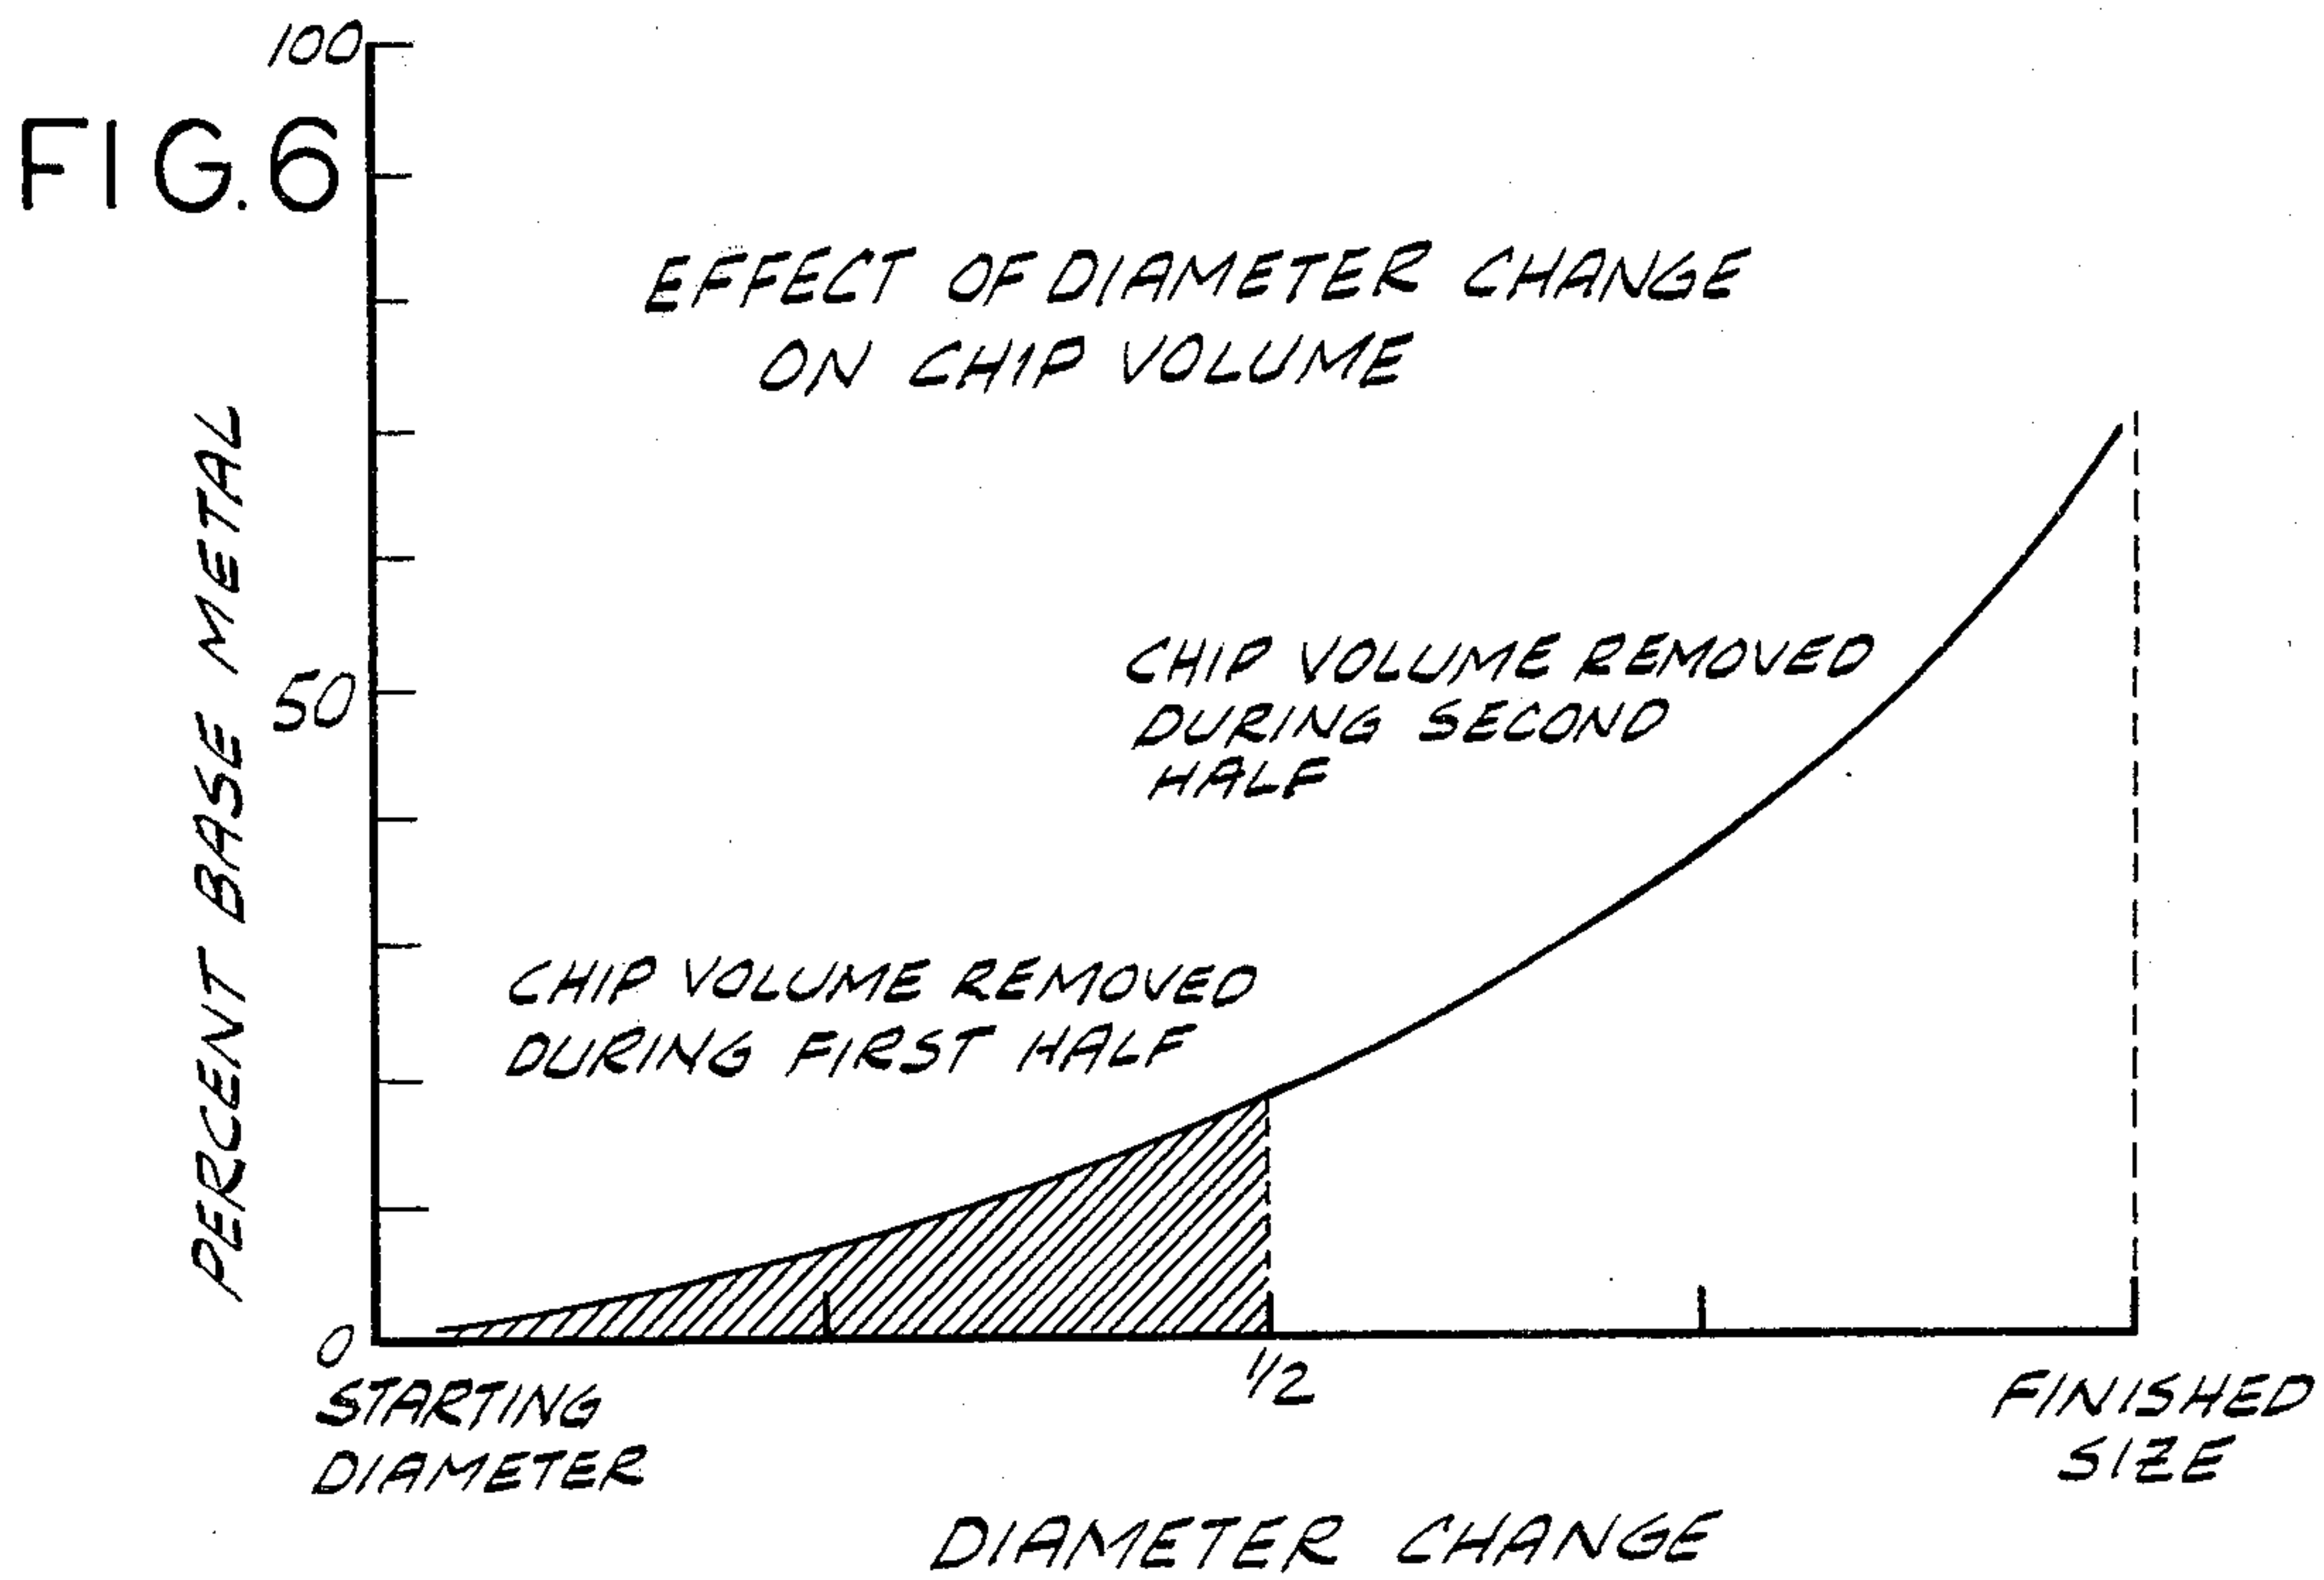 FIG.6
100
EFFECT OF DIAMETER CHANGE
ON CHIP VOLUME
PERCENT BASE METAL
50
CHIP VOLUME REMOVED
DURING SECOND
HALF
CHIP VOLUME REMOVED
DURING FIRST HALF
0
STARTING
DIAMETER
1/2
FINISHED
SIZE
DIAMETER CHANGE